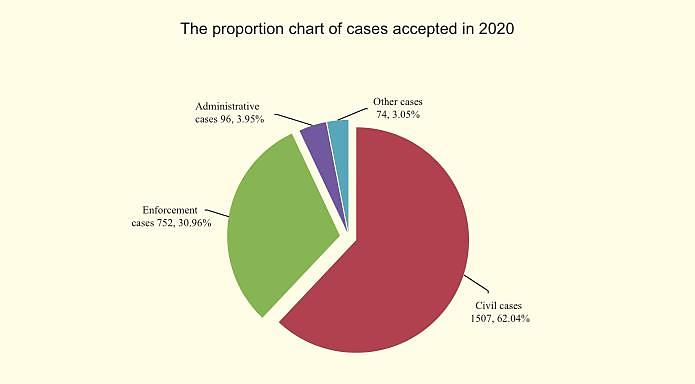 The proportion chart of cases accepted in 2020
Administrative
cases 96, 3.95%
Other cases
74, 3.05%
Enforcement
cases 752, 30.96%
Civil cases
1507, 62.04%